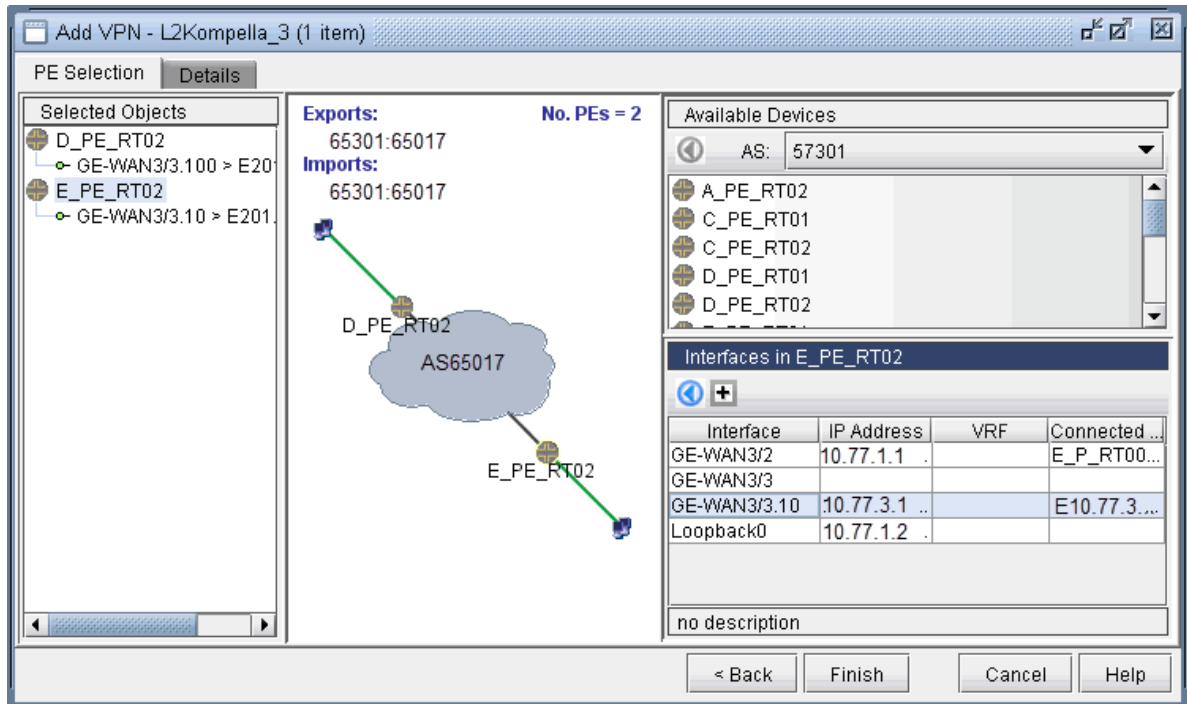 Add VPN - L2Kompella_3 (1 item)
PE Selection Details
Selected Objects
D_PE_RT02
GE-WAN3/3.100 > E20
E_PE_RT02
GE-WAN3/3.10 > E201.
Exports: No. PEs = 2
65301:65017
Imports:
65301:65017
D_PE_RT02
AS65017
E_PE_RT02
Available Devices
AS: 57301
A_PE_RT02
C_PE_RT01
C_PE_RT02
D_PE_RT01
D_PE_RT02
Interfaces in E_PE_RT02
Interface IP Address VRF Connected ...
GE-WAN3/2 10.77.1.1 . E_P_RT00...
GE-WAN3/3
GE-WAN3/3.10 10.77.3.1 .. E10.77.3....
Loopback0 10.77.1.2 .
no description
< Back Finish Cancel Help